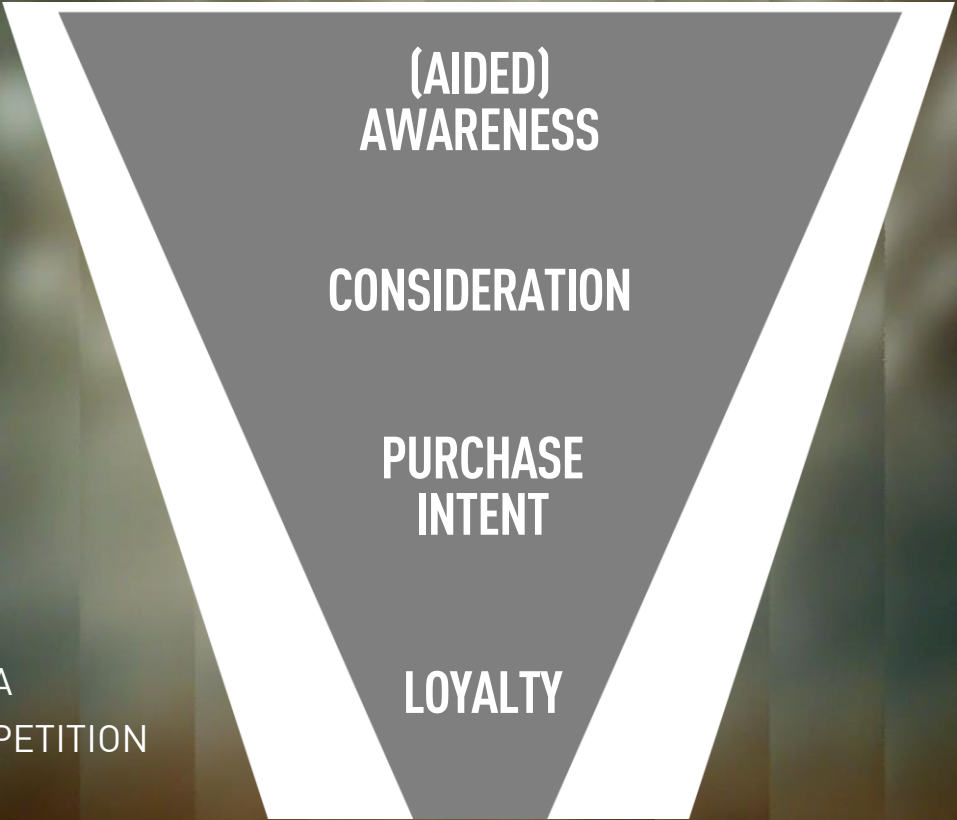 (AIDED)
AWARENESS
CONSIDERATION
PURCHASE
INTENT
LOYALTY
A
PETITION